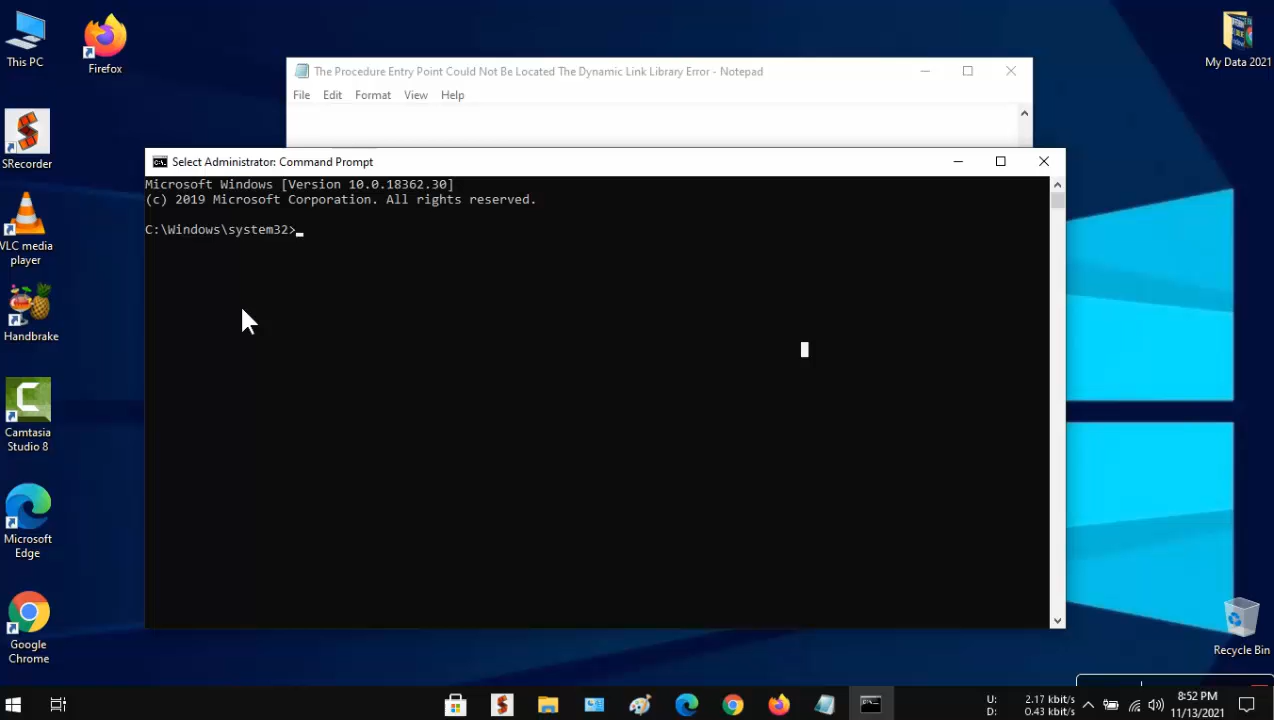 This PC
Firefox
My Data 2021
The Procedure Entry Point Could Not Be Located The Dynamic Link Library Error - Notepad
File Edit Format View Help
SRecorder
Select Administrator: Command Prompt
Microsoft Windows [Version 10.0.18362.30]
(c) 2019 Microsoft Corporation. All rights reserved.
C:\Windows\system32>
VLC media
player
Handbrake
Camtasia
Studio 8
Microsoft
Edge
Google
Chrome
Recycle Bin
U: 2.17 kbit/s
D: 0.43 kbit/s
8:52 PM
11/13/2021